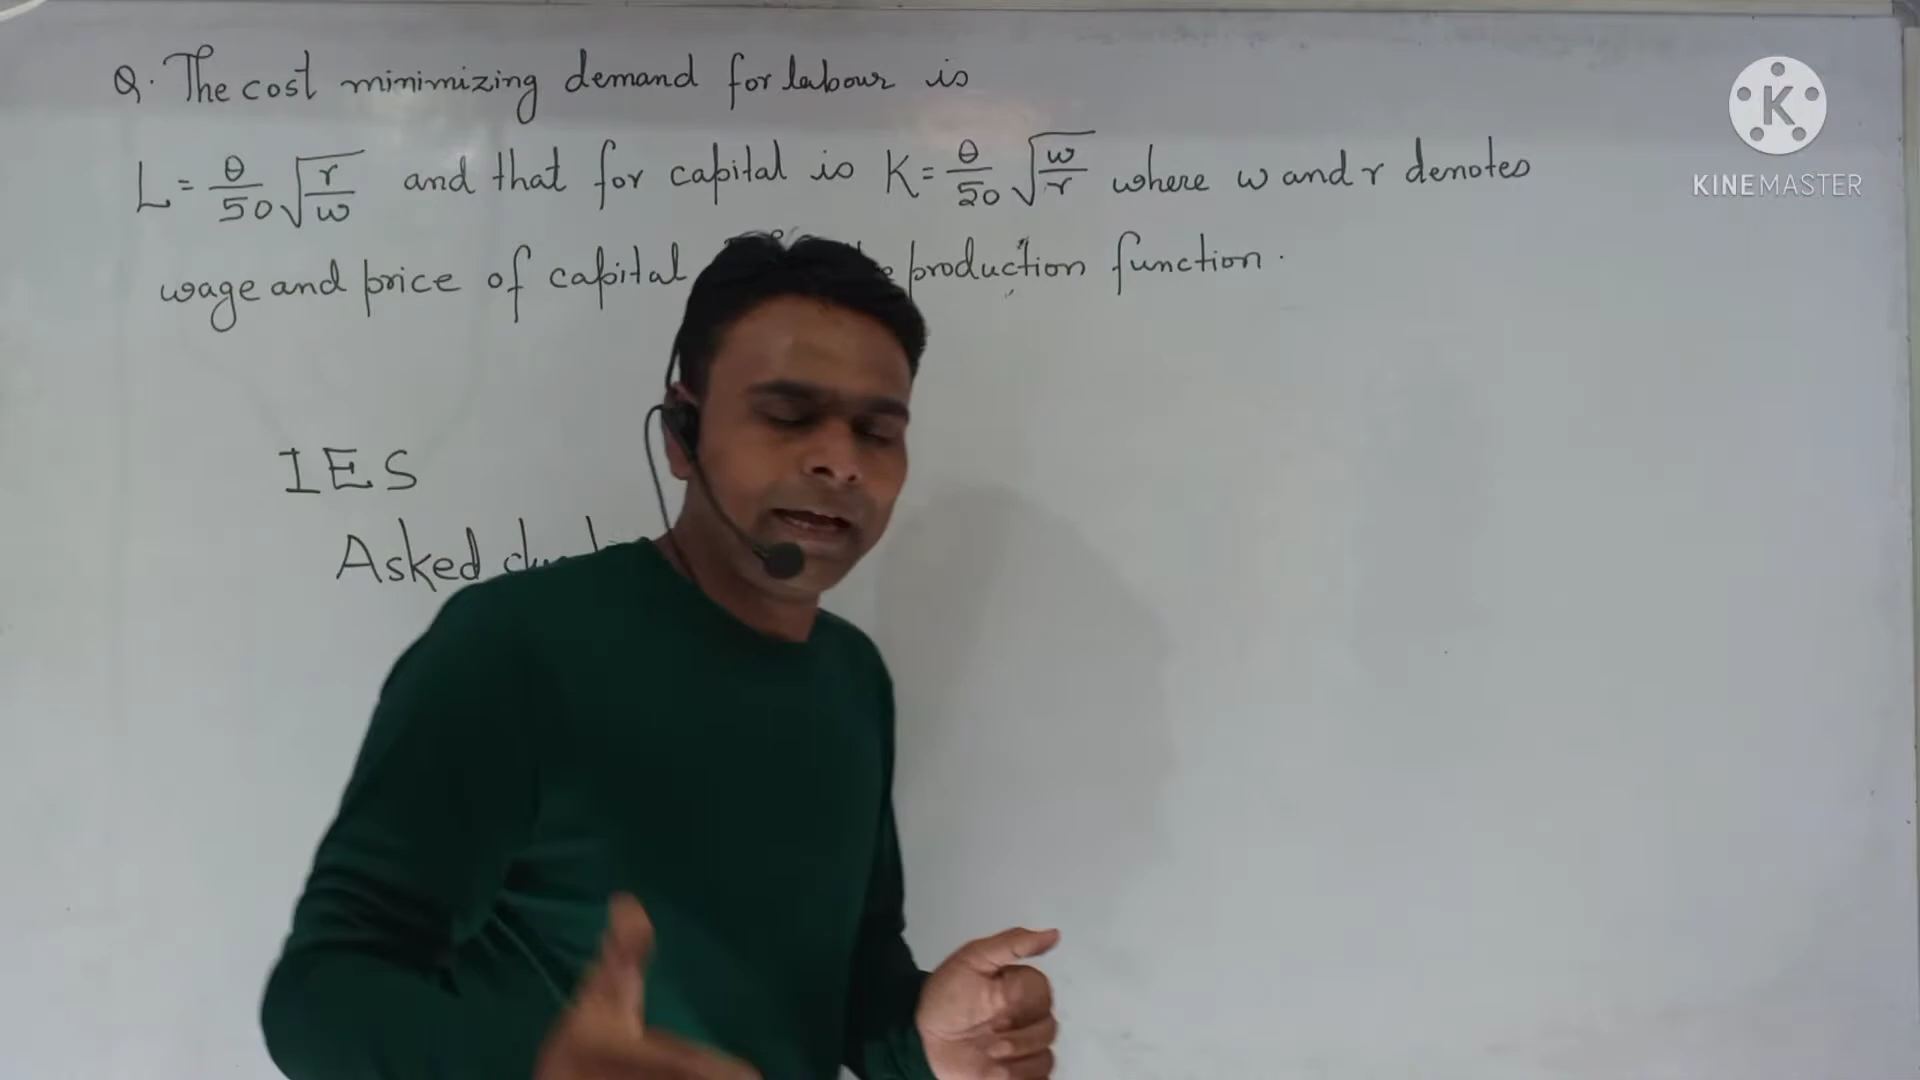 Q. The cost minimizing demand for labour is
L = θ/50 √(r/w) and that for capital is K = θ/50 √(w/r) where w and r denotes
wage and price of capital production function.
IES
Asked
K
KINEMASTER